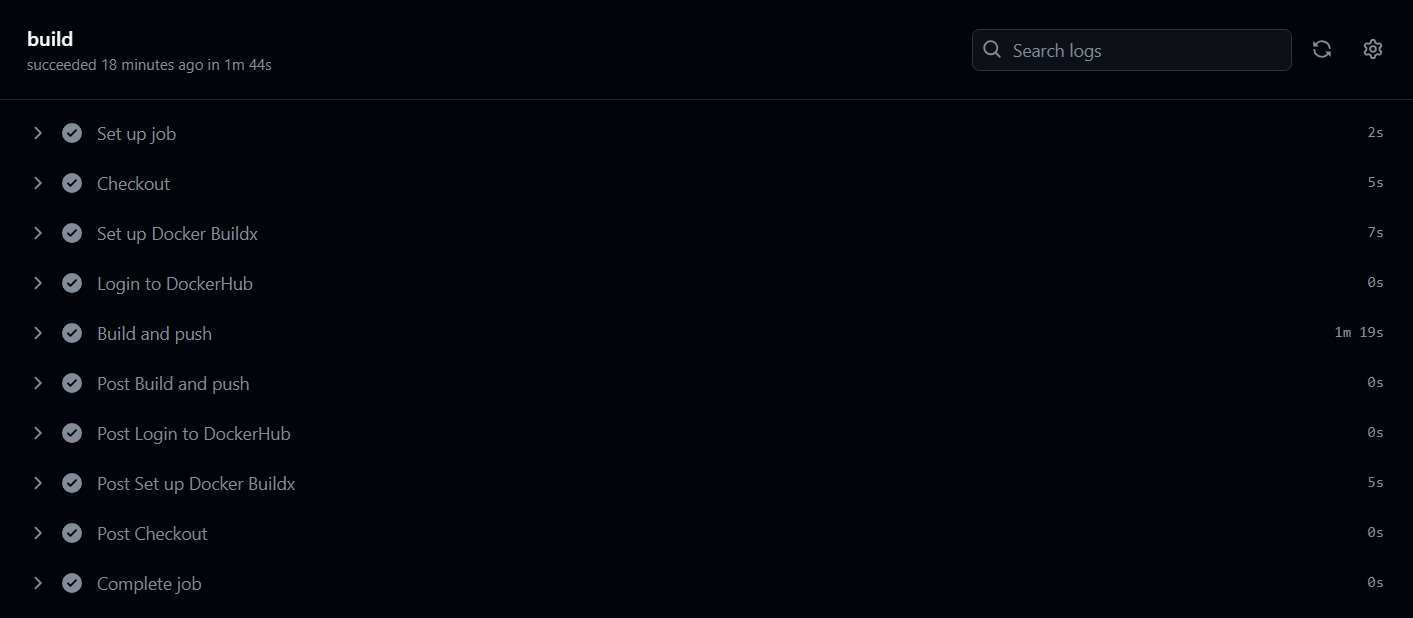 build
succeeded 18 minutes ago in 1m 44s
Search logs
Set up job 2s
Checkout 5s
Set up Docker Buildx 7s
Login to DockerHub 0s
Build and push 1m 19s
Post Build and push 0s
Post Login to DockerHub 0s
Post Set up Docker Buildx 5s
Post Checkout 0s
Complete job 0s